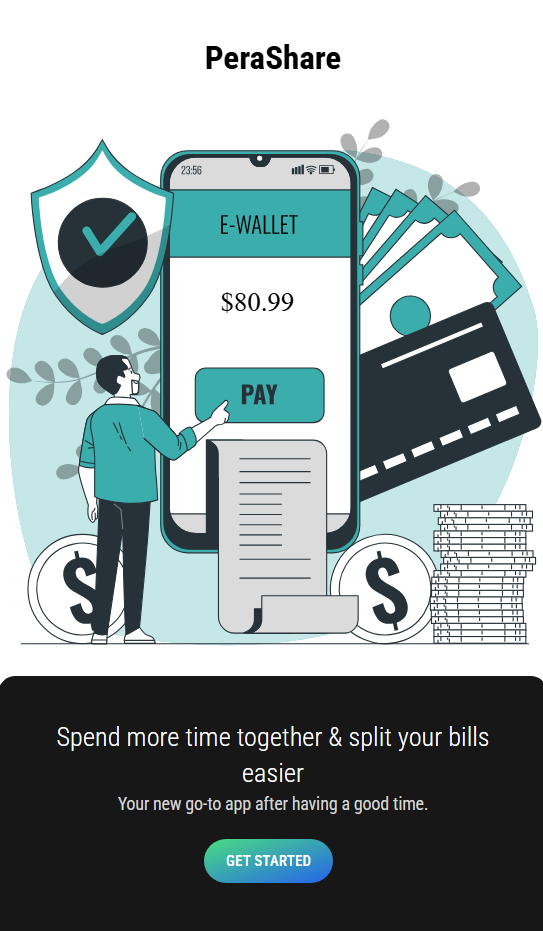 PeraShare
23:56
E-WALLET
$80.99
PAY
$
$
Spend more time together & split your bills
easier
Your new go-to app after having a good time.
GET STARTED